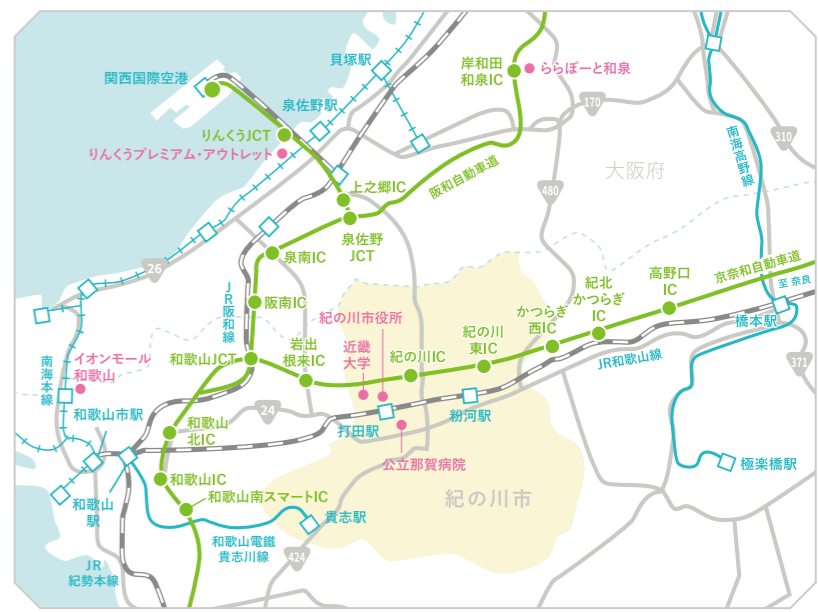 関西国際空港
貝塚駅
岸和田
和泉IC
ららぽーと和泉
泉佐野駅
170
310
りんくうJCT
りんくうプレミアム・アウトレット
南海高野線
大阪府
上之郷IC
阪和自動車道
480
泉佐野
JCT
泉南IC
26
京奈和自動車道
高野口
IC
紀北
かつらぎ
IC
至 奈良
JR阪和線
阪南IC
紀の川市役所
かつらぎ
西IC
橋本駅
紀の川
東IC
岩出
根来IC
近畿
大学
紀の川IC
和歌山JCT
JR和歌山線
371
南海本線
イオンモール
和歌山
24
和歌山市駅
和歌山
北IC
打田駅
粉河駅
公立那賀病院
極楽橋駅
和歌山IC
和歌山南スマートIC
紀の川市
和歌山
駅
貴志駅
和歌山電鐵
貴志川線
424
JR
紀勢本線